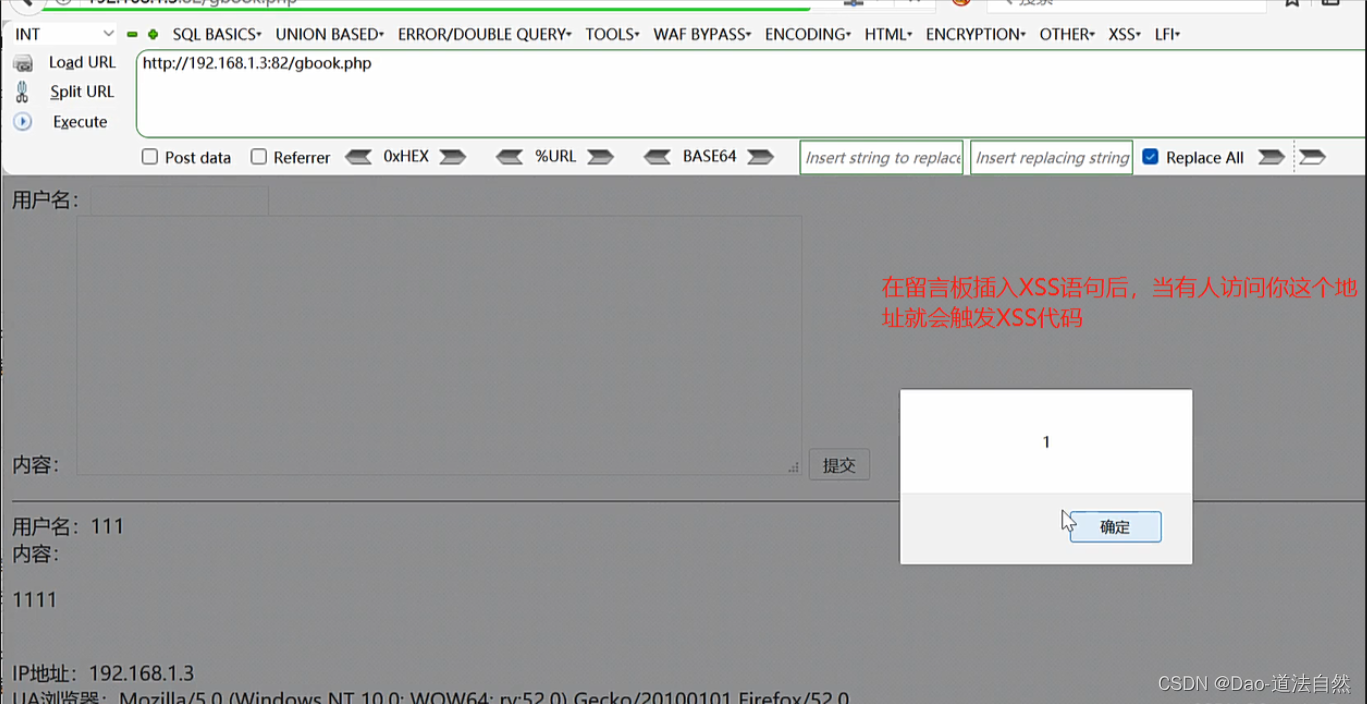 INT SQL BASICS▾ UNION BASED▾ ERROR/DOUBLE QUERY▾ TOOLS▾ WAF BYPASS▾ ENCODING▾ HTML▾ ENCRYPTION▾ OTHER▾ XSS▾ LFI▾
Load URL http://192.168.1.3:82/gbook.php
Split URL
Execute
Post data Referrer 0xHEX %URL BASE64 Insert string to replace Insert replacing string Replace All
用户名：
在留言板插入XSS语句后，当有人访问你这个地
址就会触发XSS代码
1
内容： 提交
确定
用户名：111
内容：
1111
IP地址：192.168.1.3
UA浏览器：Mozilla/5.0 (Windows NT 10.0; WOW64; rv:52.0) Gecko/20100101 Firefox/52.0
CSDN @Dao-道法自然